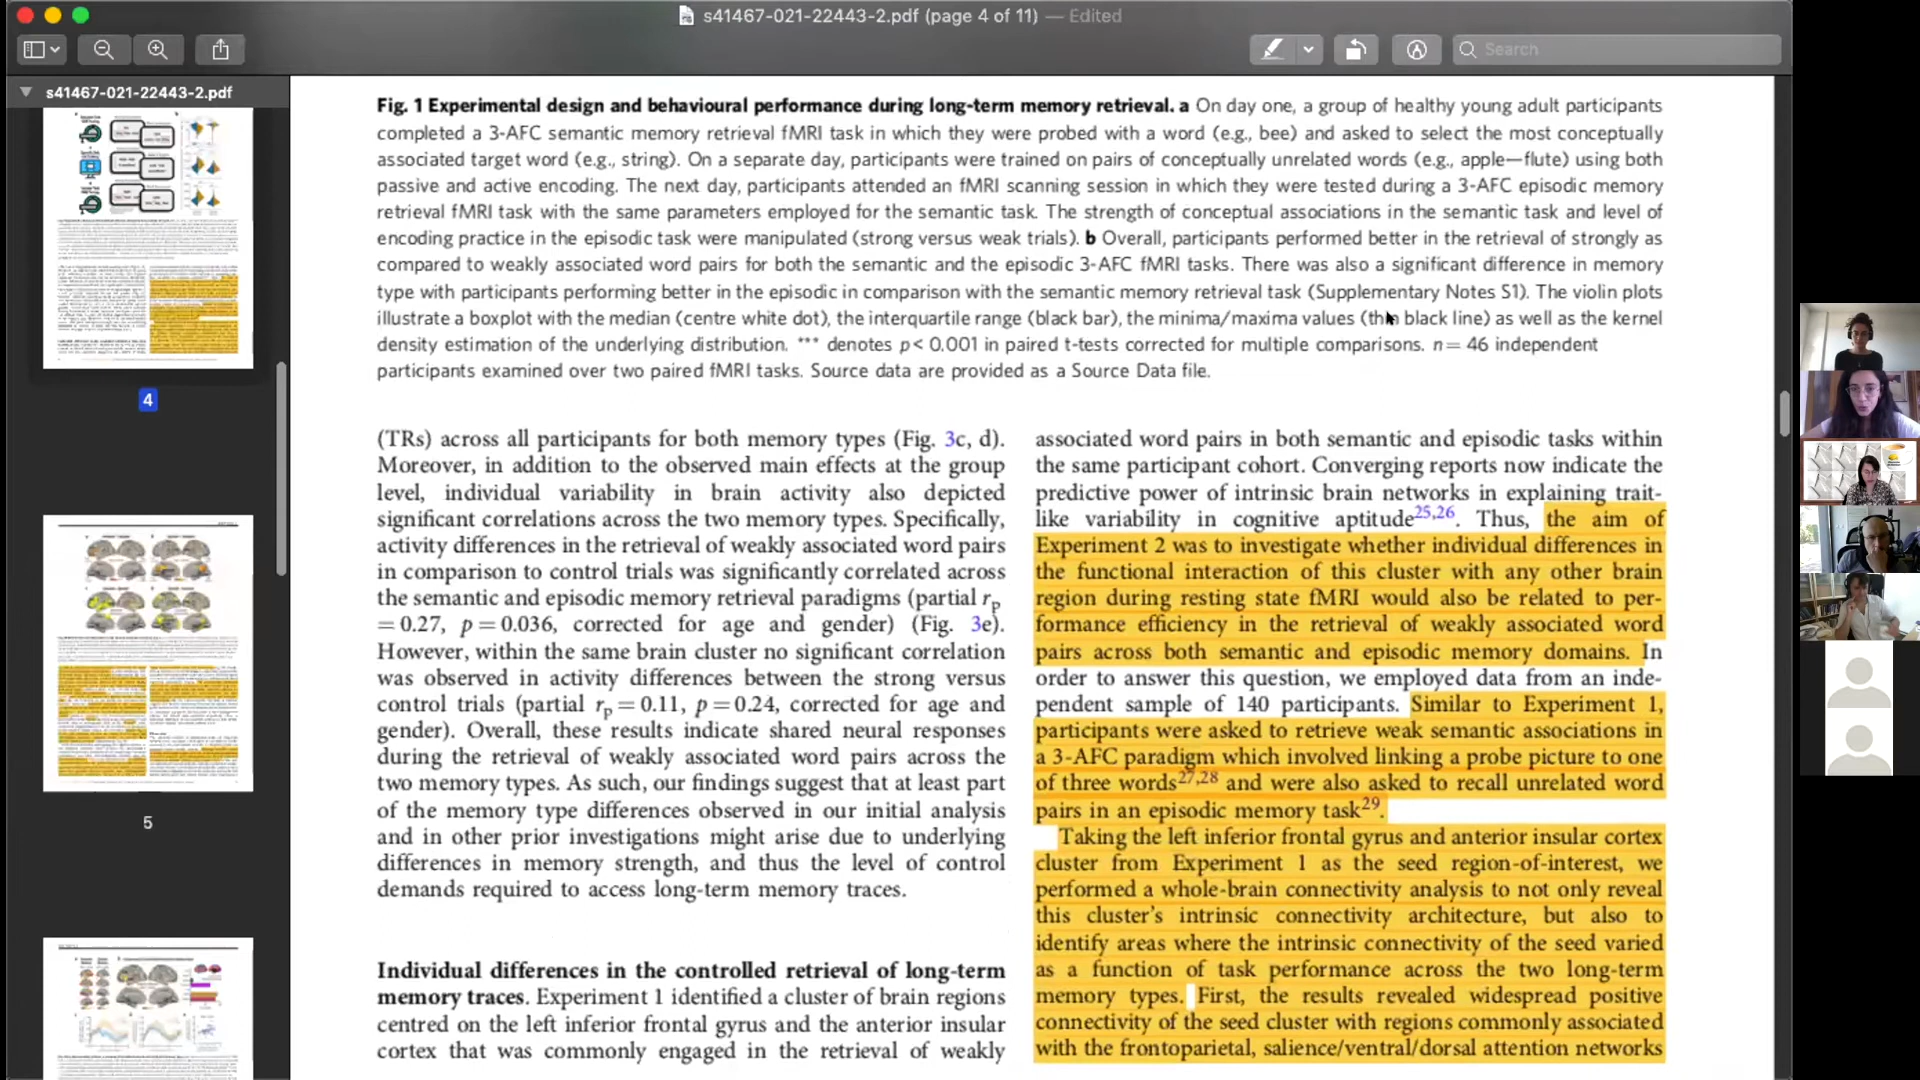 s41467-021-22443-2.pdf (page 4 of 11) — Edited
Search
s41467-021-22443-2.pdf
4
5
Fig. 1 Experimental design and behavioural performance during long-term memory retrieval. a On day one, a group of healthy young adult participants
completed a 3-AFC semantic memory retrieval fMRI task in which they were probed with a word (e.g., bee) and asked to select the most conceptually
associated target word (e.g., string). On a separate day, participants were trained on pairs of conceptually unrelated words (e.g., apple—flute) using both
passive and active encoding. The next day, participants attended an fMRI scanning session in which they were tested during a 3-AFC episodic memory
retrieval fMRI task with the same parameters employed for the semantic task. The strength of conceptual associations in the semantic task and level of
encoding practice in the episodic task were manipulated (strong versus weak trials). b Overall, participants performed better in the retrieval of strongly as
compared to weakly associated word pairs for both the semantic and the episodic 3-AFC fMRI tasks. There was also a significant difference in memory
type with participants performing better in the episodic in comparison with the semantic memory retrieval task (Supplementary Notes S1). The violin plots
illustrate a boxplot with the median (centre white dot), the interquartile range (black bar), the minima/maxima values (thin black line) as well as the kernel
density estimation of the underlying distribution. *** denotes p < 0.001 in paired t-tests corrected for multiple comparisons. n = 46 independent
participants examined over two paired fMRI tasks. Source data are provided as a Source Data file.
(TRs) across all participants for both memory types (Fig. 3c, d).
Moreover, in addition to the observed main effects at the group
level, individual variability in brain activity also depicted
significant correlations across the two memory types. Specifically,
activity differences in the retrieval of weakly associated word pairs
in comparison to control trials was significantly correlated across
the semantic and episodic memory retrieval paradigms (partial rp
= 0.27, p = 0.036, corrected for age and gender) (Fig. 3e).
However, within the same brain cluster no significant correlation
was observed in activity differences between the strong versus
control trials (partial rp = 0.11, p = 0.24, corrected for age and
gender). Overall, these results indicate shared neural responses
during the retrieval of weakly associated word pairs across the
two memory types. As such, our findings suggest that at least part
of the memory type differences observed in our initial analysis
and in other prior investigations might arise due to underlying
differences in memory strength, and thus the level of control
demands required to access long-term memory traces.
Individual differences in the controlled retrieval of long-term
memory traces. Experiment 1 identified a cluster of brain regions
centred on the left inferior frontal gyrus and the anterior insular
cortex that was commonly engaged in the retrieval of weakly
associated word pairs in both semantic and episodic tasks within
the same participant cohort. Converging reports now indicate the
predictive power of intrinsic brain networks in explaining trait-
like variability in cognitive aptitude25,26. Thus, the aim of
Experiment 2 was to investigate whether individual differences in
the functional interaction of this cluster with any other brain
region during resting state fMRI would also be related to per-
formance efficiency in the retrieval of weakly associated word
pairs across both semantic and episodic memory domains. In
order to answer this question, we employed data from an inde-
pendent sample of 140 participants. Similar to Experiment 1,
participants were asked to retrieve weak semantic associations in
a 3-AFC paradigm which involved linking a probe picture to one
of three words27,28 and were also asked to recall unrelated word
pairs in an episodic memory task29.
Taking the left inferior frontal gyrus and anterior insular cortex
cluster from Experiment 1 as the seed region-of-interest, we
performed a whole-brain connectivity analysis to not only reveal
this cluster's intrinsic connectivity architecture, but also to
identify areas where the intrinsic connectivity of the seed varied
as a function of task performance across the two long-term
memory types. First, the results revealed widespread positive
connectivity of the seed cluster with regions commonly associated
with the frontoparietal, salience/ventral/dorsal attention networks